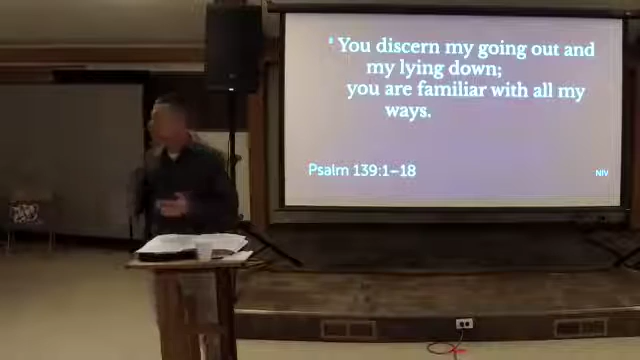 ³ You discern my going out and
my lying down;
you are familiar with all my
ways.
Psalm 139:1–18
NIV